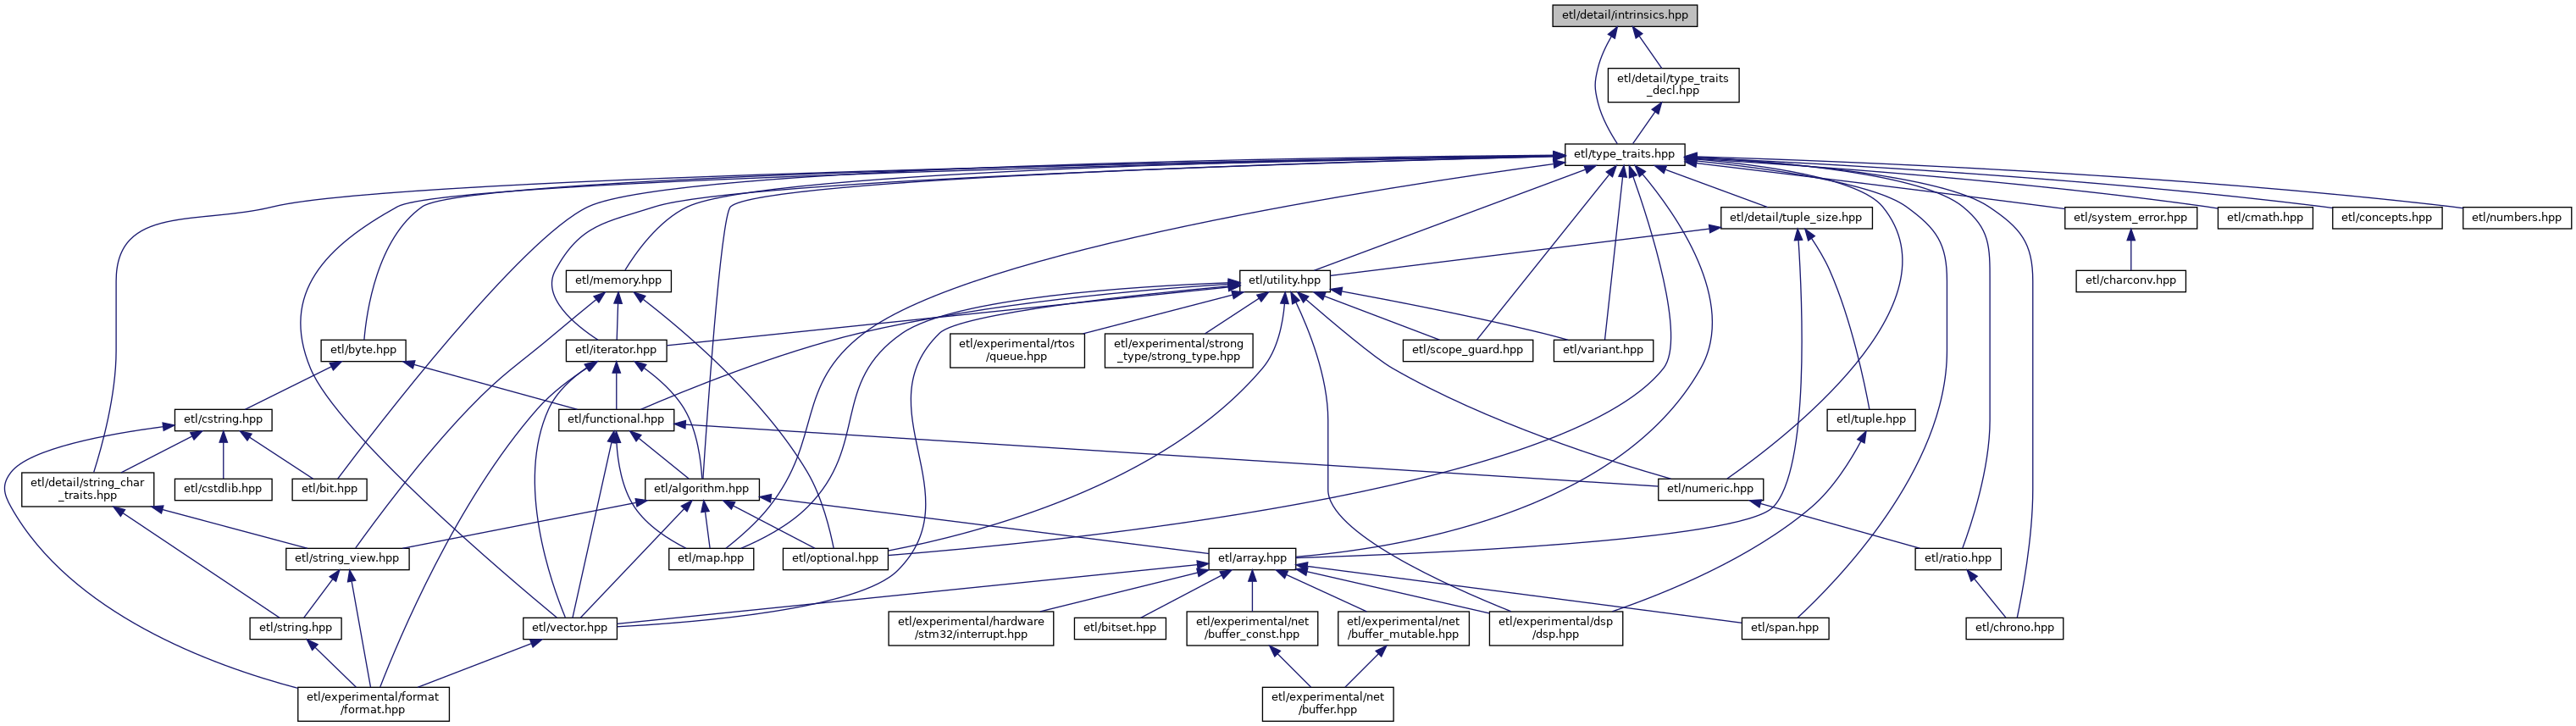 etl/detail/intrinsics.hpp
etl/detail/type_traits
_decl.hpp
etl/type_traits.hpp
etl/detail/tuple_size.hpp
etl/system_error.hpp
etl/cmath.hpp
etl/concepts.hpp
etl/numbers.hpp
etl/memory.hpp
etl/utility.hpp
etl/charconv.hpp
etl/byte.hpp
etl/iterator.hpp
etl/experimental/rtos
/queue.hpp
etl/experimental/strong
_type/strong_type.hpp
etl/scope_guard.hpp
etl/variant.hpp
etl/cstring.hpp
etl/functional.hpp
etl/tuple.hpp
etl/detail/string_char
_traits.hpp
etl/cstdlib.hpp
etl/bit.hpp
etl/algorithm.hpp
etl/numeric.hpp
etl/string_view.hpp
etl/map.hpp
etl/optional.hpp
etl/array.hpp
etl/ratio.hpp
etl/string.hpp
etl/vector.hpp
etl/experimental/hardware
/stm32/interrupt.hpp
etl/bitset.hpp
etl/experimental/net
/buffer_const.hpp
etl/experimental/net
/buffer_mutable.hpp
etl/experimental/dsp
/dsp.hpp
etl/span.hpp
etl/chrono.hpp
etl/experimental/format
/format.hpp
etl/experimental/net
/buffer.hpp